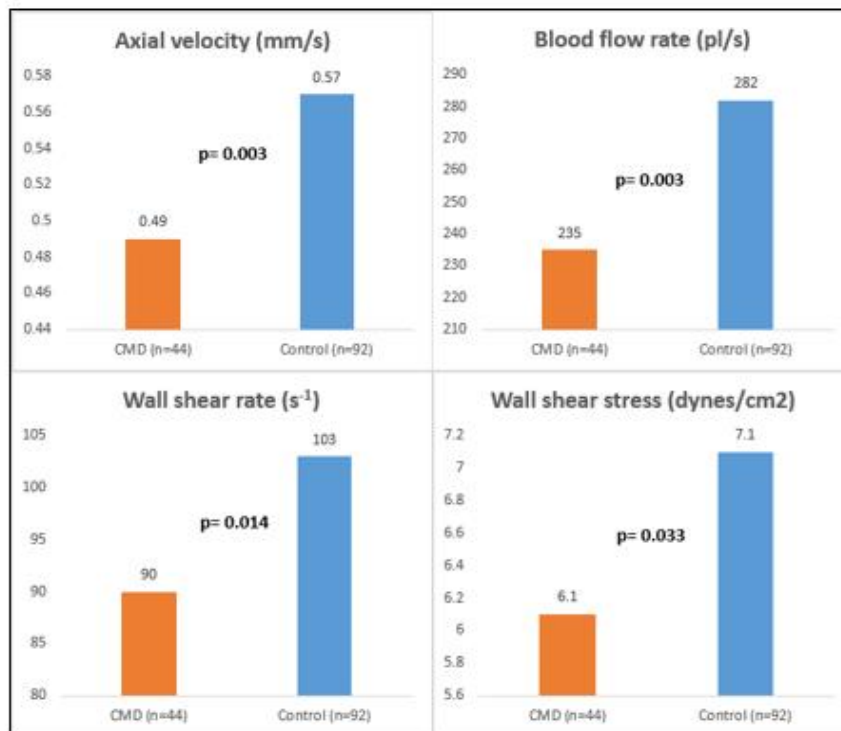 Axial velocity (mm/s)
0.58
0.56
0.54
0.52
0.5
0.48
0.46
0.44
0.49
0.57
p= 0.003
CMD (n=44)
Control (n=92)
Blood flow rate (pl/s)
290
280
270
260
250
240
230
220
210
235
282
p= 0.003
CMD (n=44)
Control (n=92)
Wall shear rate (s⁻¹)
105
100
95
90
85
80
90
103
p= 0.014
CMD (n=44)
Control (n=92)
Wall shear stress (dynes/cm2)
7.2
7
6.8
6.6
6.4
6.2
6
5.8
5.6
6.1
7.1
p= 0.033
CMD (n=44)
Control (n=92)